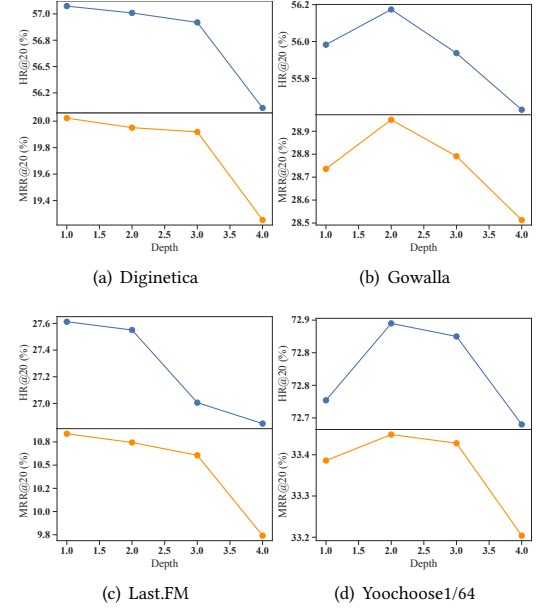 57.0
56.8
56.5
56.2
HR@20 (%)
20.0
19.8
19.6
19.4
MRR@20 (%)
1.0 1.5 2.0 2.5 3.0 3.5 4.0
Depth
(a) Diginetica
56.0
55.8
HR@20 (%)
28.9
28.8
28.7
28.6
28.5
MRR@20 (%)
1.0 1.5 2.0 2.5 3.0 3.5 4.0
Depth
(b) Gowalla
27.6
27.4
27.2
27.0
HR@20 (%)
10.8
10.5
10.2
10.0
9.8
MRR@20 (%)
1.0 1.5 2.0 2.5 3.0 3.5 4.0
Depth
(c) Last.FM
72.9
72.8
72.7
HR@20 (%)
33.4
33.3
33.2
MRR@20 (%)
1.0 1.5 2.0 2.5 3.0 3.5 4.0
Depth
(d) Yoochoose1/64